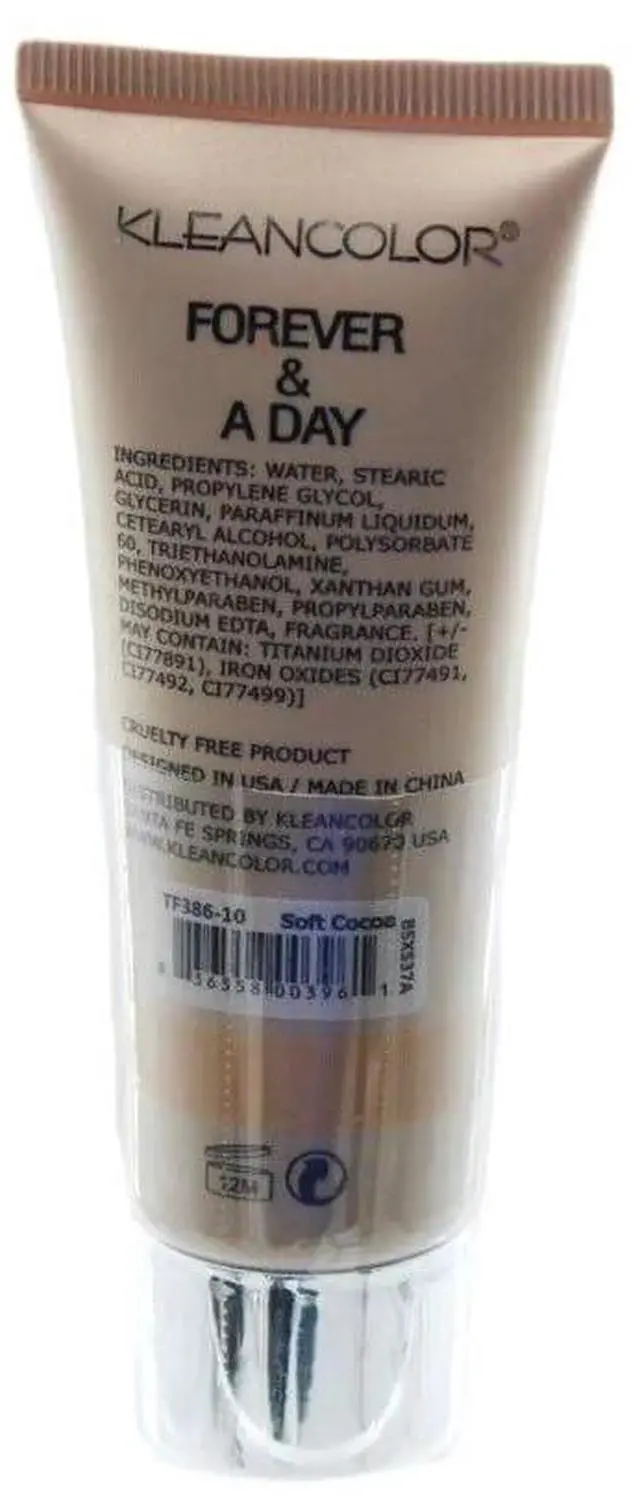 KLEANCOLOR®
FOREVER
&
A DAY
INGREDIENTS: WATER, STEARIC
ACID, PROPYLENE GLYCOL,
GLYCERIN, PARAFFINUM LIQUIDUM,
CETEARYL ALCOHOL, POLYSORBATE
60, TRIETHANOLAMINE,
PHENOXYETHANOL, XANTHAN GUM,
METHYLPARABEN, PROPYLPARABEN,
DISODIUM EDTA, FRAGRANCE. [+/-
MAY CONTAIN: TITANIUM DIOXIDE
(CI77891), IRON OXIDES (CI77491,
CI77492, CI77499)]
CRUELTY FREE PRODUCT
DESIGNED IN USA / MADE IN CHINA
DISTRIBUTED BY KLEANCOLOR
SANTA FE SPRINGS, CA 90670 USA
WWW.KLEANCOLOR.COM
TF386-10 Soft Cocoa
BSX537A
00396 1
12M